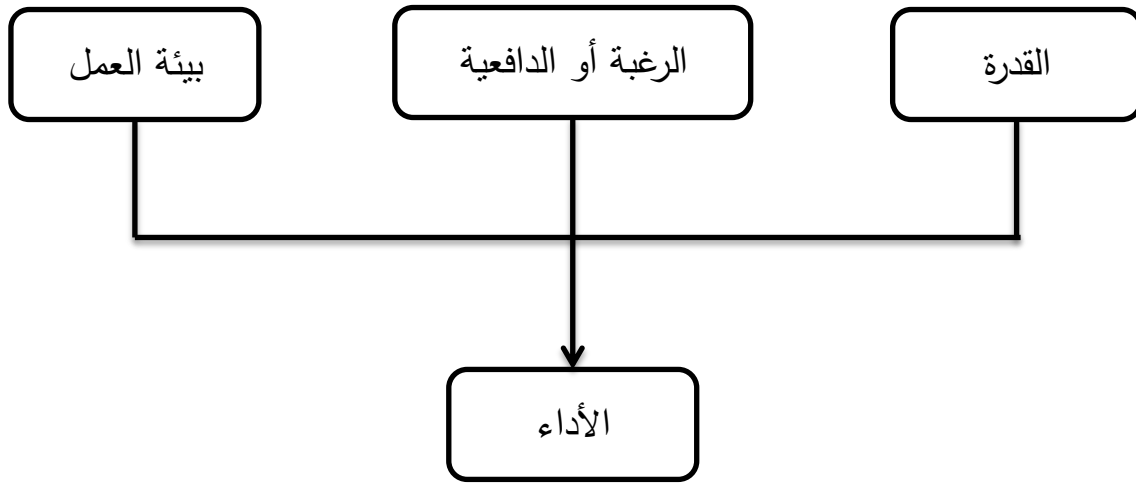 القدرة
الرغبة أو الدافعية
بيئة العمل
الأداء